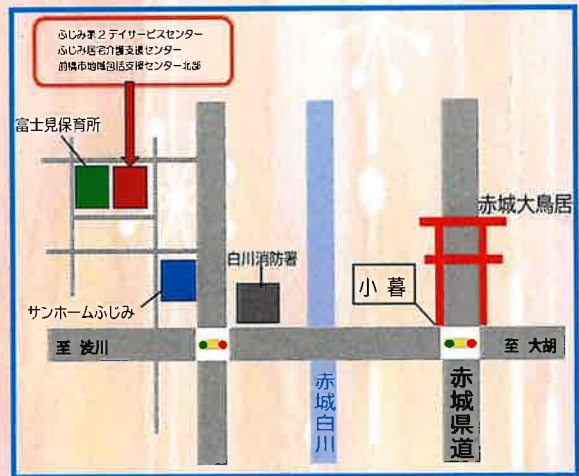 ふじみ第2デイサービスセンター
ふじみ居宅介護支援センター
前橋市地域包括支援センター北部
富士見保育所
赤城大鳥居
白川消防署
小暮
サンホームふじみ
至 渋川
至 大胡
赤城白川
赤城県道